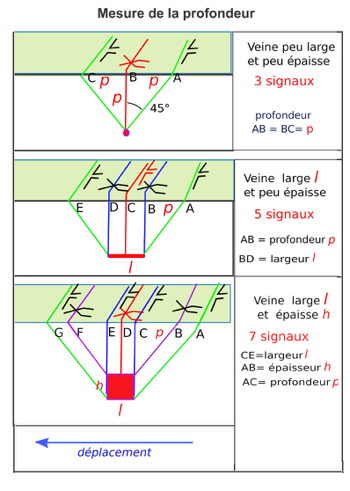 Mesure de la profondeur
Veine peu large
et peu épaisse
3 signaux
profondeur
AB = BC= p
C p B p A
p
45°
Veine large l
et peu épaisse
5 signaux
AB = profondeur p
BD = largeur l
E D C B p A
l
Veine large l
et épaisse h
7 signaux
CE=largeur l
AB= épaisseur h
AC= profondeur p
G F E D C p B A
h
l
déplacement